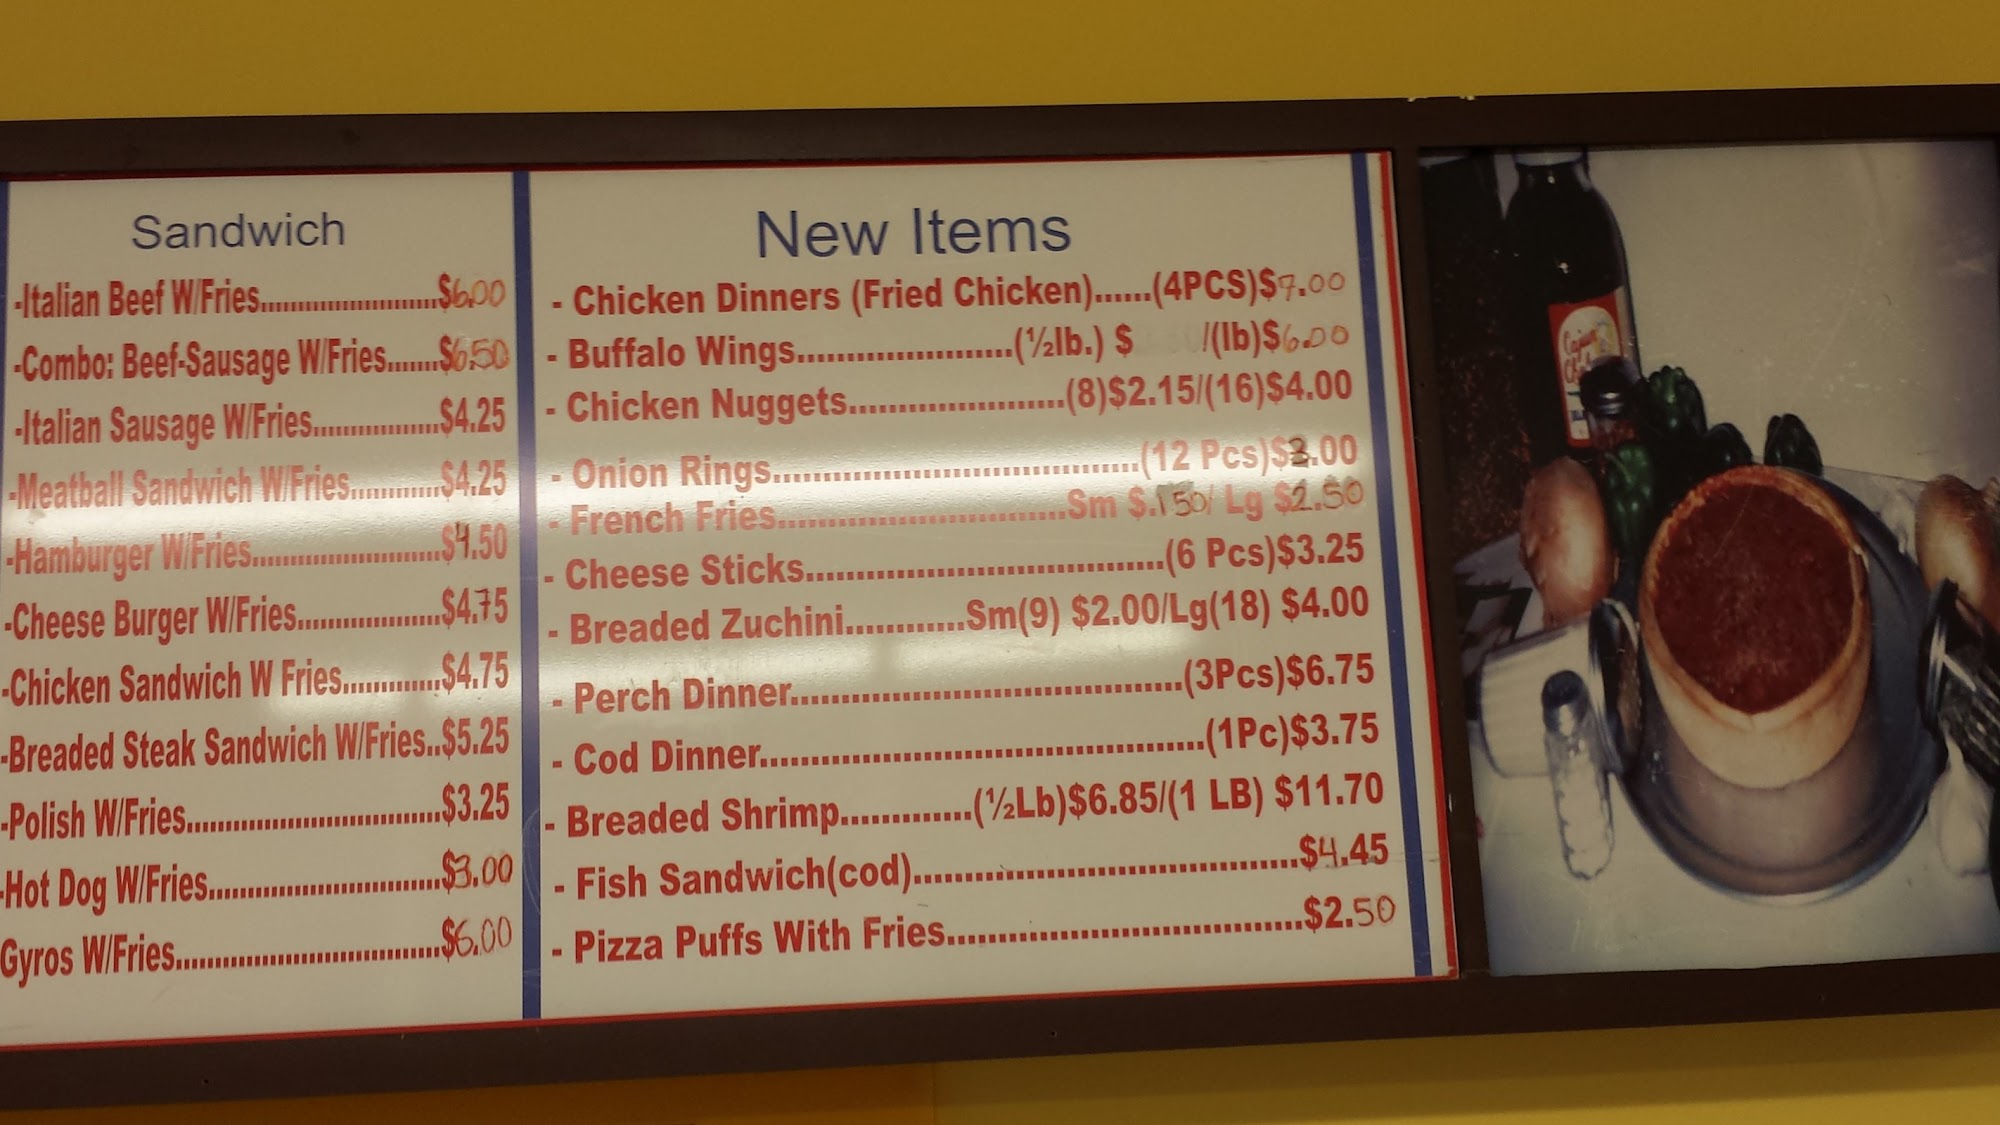 Sandwich
-Italian Beef W/Fries.......................$6.00
-Combo: Beef-Sausage W/Fries.......$6.50
-Italian Sausage W/Fries.................$4.25
-Meatball Sandwich W/Fries............$4.25
-Hamburger W/Fries........................$4.50
-Cheese Burger W/Fries...................$4.75
-Chicken Sandwich W Fries.............$4.75
-Breaded Steak Sandwich W/Fries..$5.25
-Polish W/Fries.................................$3.25
-Hot Dog W/Fries..............................$3.00
Gyros W/Fries...................................$6.00
New Items
- Chicken Dinners (Fried Chicken)......(4PCS)$7.00
- Buffalo Wings......................(½lb.) $ /(lb)$6.00
- Chicken Nuggets......................(8)$2.15/(16)$4.00
- Onion Rings.....................................(12 Pcs)$3.00
- French Fries.............................Sm $.150/ Lg $2.50
- Cheese Sticks....................................(6 Pcs)$3.25
- Breaded Zuchini............Sm(9) $2.00/Lg(18) $4.00
- Perch Dinner.......................................(3Pcs)$6.75
- Cod Dinner............................................(1Pc)$3.75
- Breaded Shrimp.............(½Lb)$6.85/(1 LB) $11.70
- Fish Sandwich(cod).......................................$4.45
- Pizza Puffs With Fries....................................$2.50
Cajun